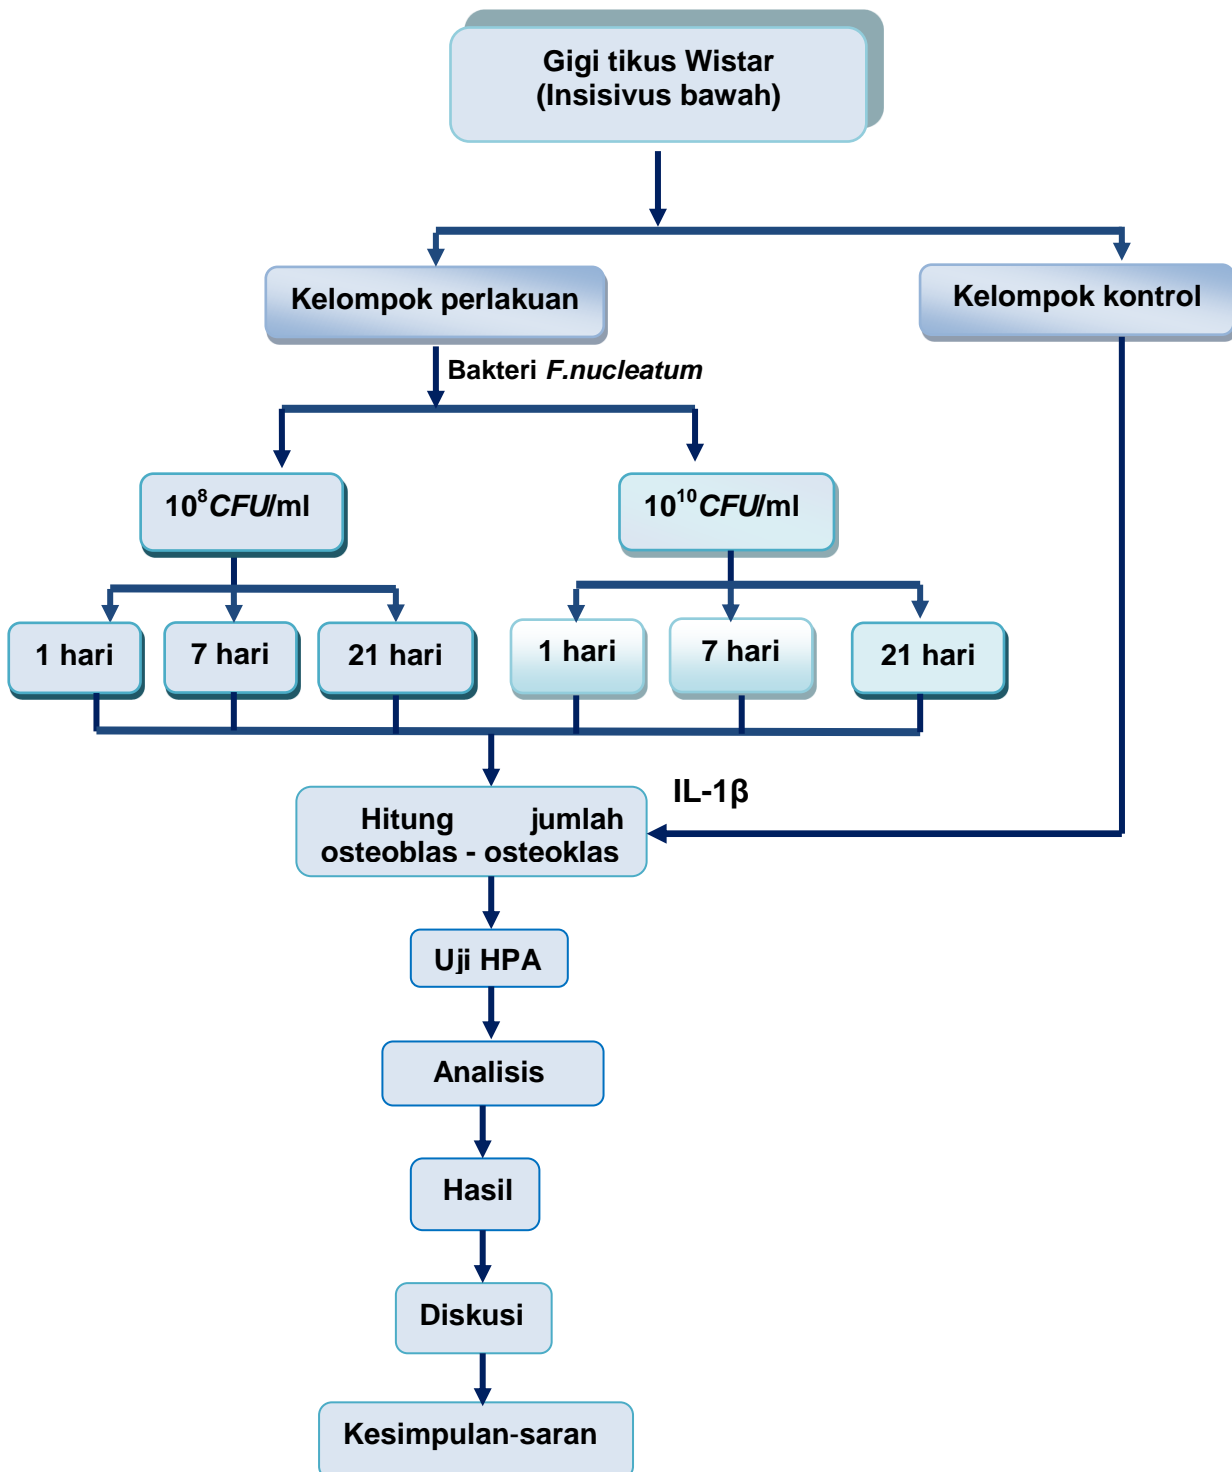 Gigi tikus Wistar
(Insisivus bawah)
Kelompok perlakuan
Kelompok kontrol
Bakteri F.nucleatum
10⁸CFU/ml
10¹⁰CFU/ml
1 hari
7 hari
21 hari
1 hari
7 hari
21 hari
IL-1β
Hitung jumlah
osteoblas - osteoklas
Uji HPA
Analisis
Hasil
Diskusi
Kesimpulan-saran